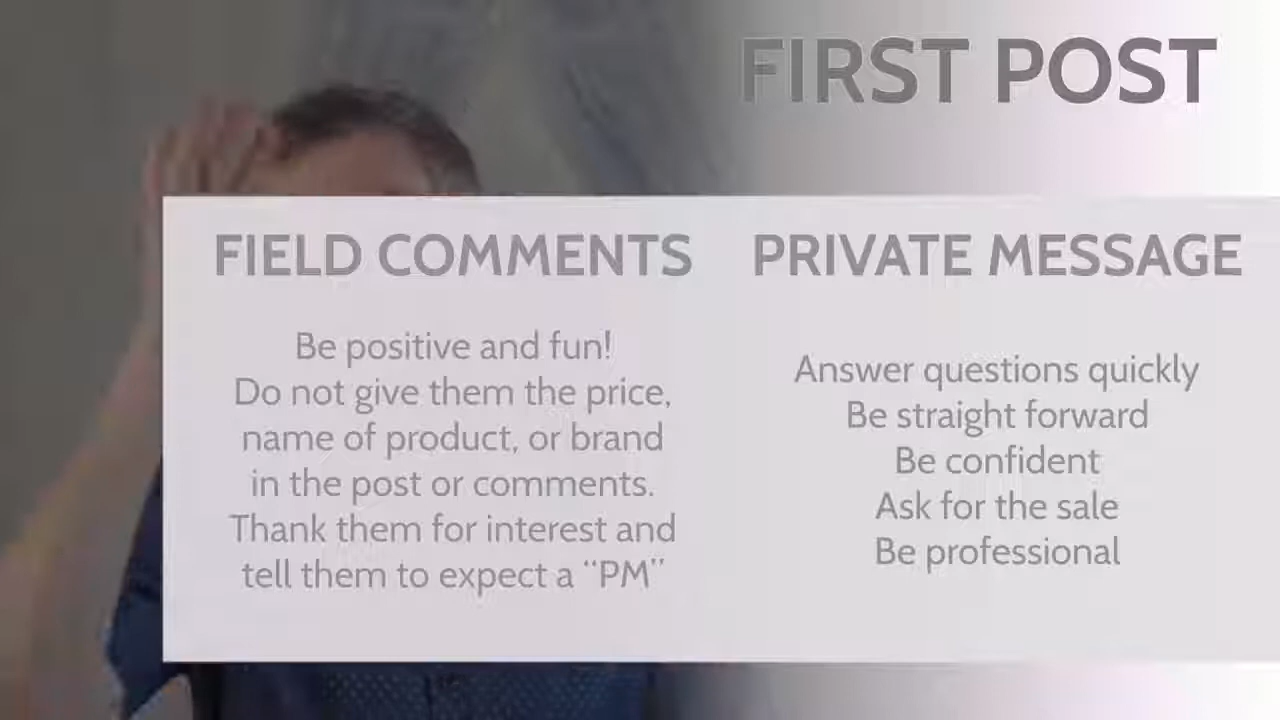 FIRST POST
FIELD COMMENTS
Be positive and fun!
Do not give them the price,
name of product, or brand
in the post or comments.
Thank them for interest and
tell them to expect a “PM”
PRIVATE MESSAGE
Answer questions quickly
Be straight forward
Be confident
Ask for the sale
Be professional